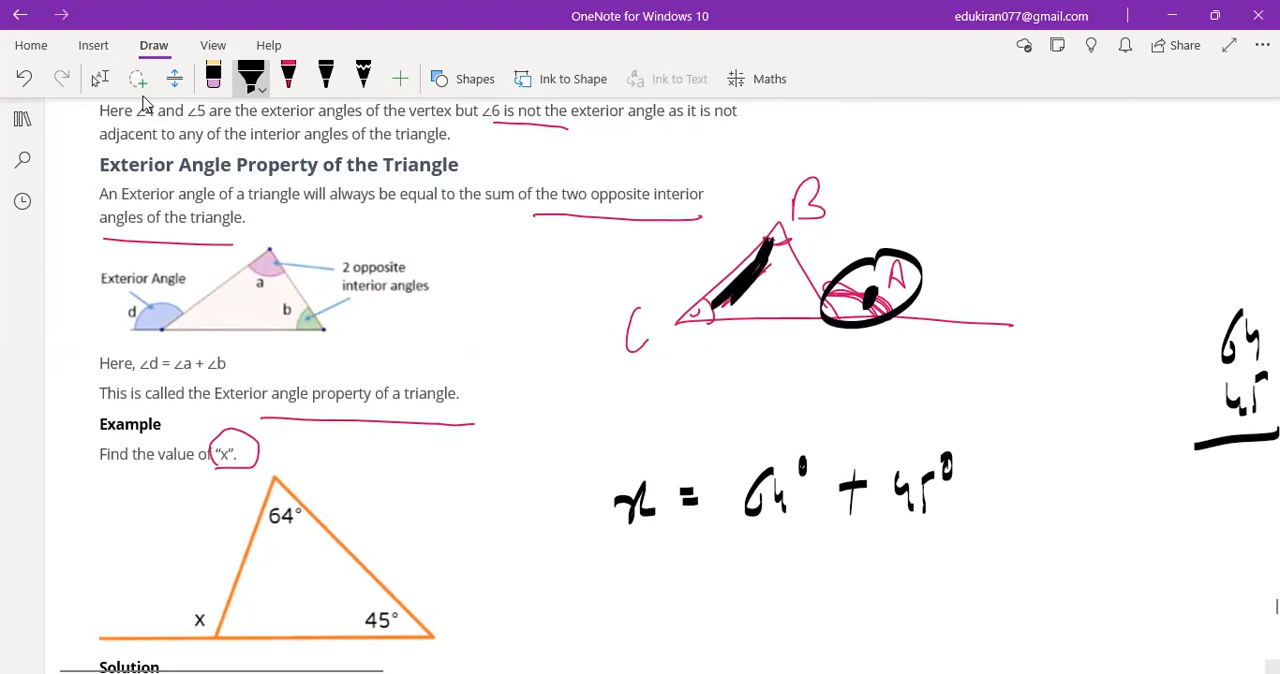 OneNote for Windows 10
edukiran077@gmail.com
Home Insert Draw View Help
Share
Shapes Ink to Shape Ink to Text Maths
Here ∠4 and ∠5 are the exterior angles of the vertex but ∠6 is not the exterior angle as it is not
adjacent to any of the interior angles of the triangle.
Exterior Angle Property of the Triangle
An Exterior angle of a triangle will always be equal to the sum of the two opposite interior
angles of the triangle.
Exterior Angle
2 opposite
interior angles
a
b
d
B
A
C
Here, ∠d = ∠a + ∠b
This is called the Exterior angle property of a triangle.
Example
Find the value of “x”.
64
45
x = 64° + 45°
64°
x
45°
Solution